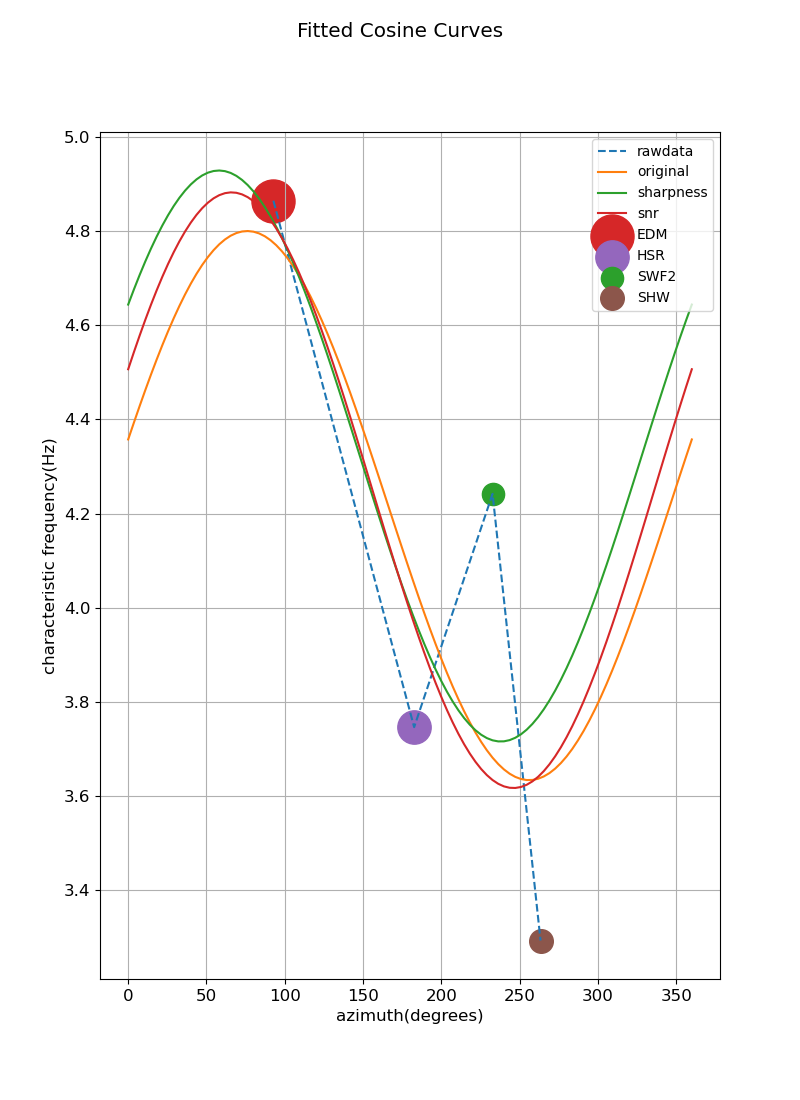 Fitted Cosine Curves
5.0
4.8
4.6
4.4
4.2
4.0
3.8
3.6
3.4
characteristic frequency(Hz)
rawdata
original
sharpness
snr
EDM
HSR
SWF2
SHW
0 50 100 150 200 250 300 350
azimuth(degrees)